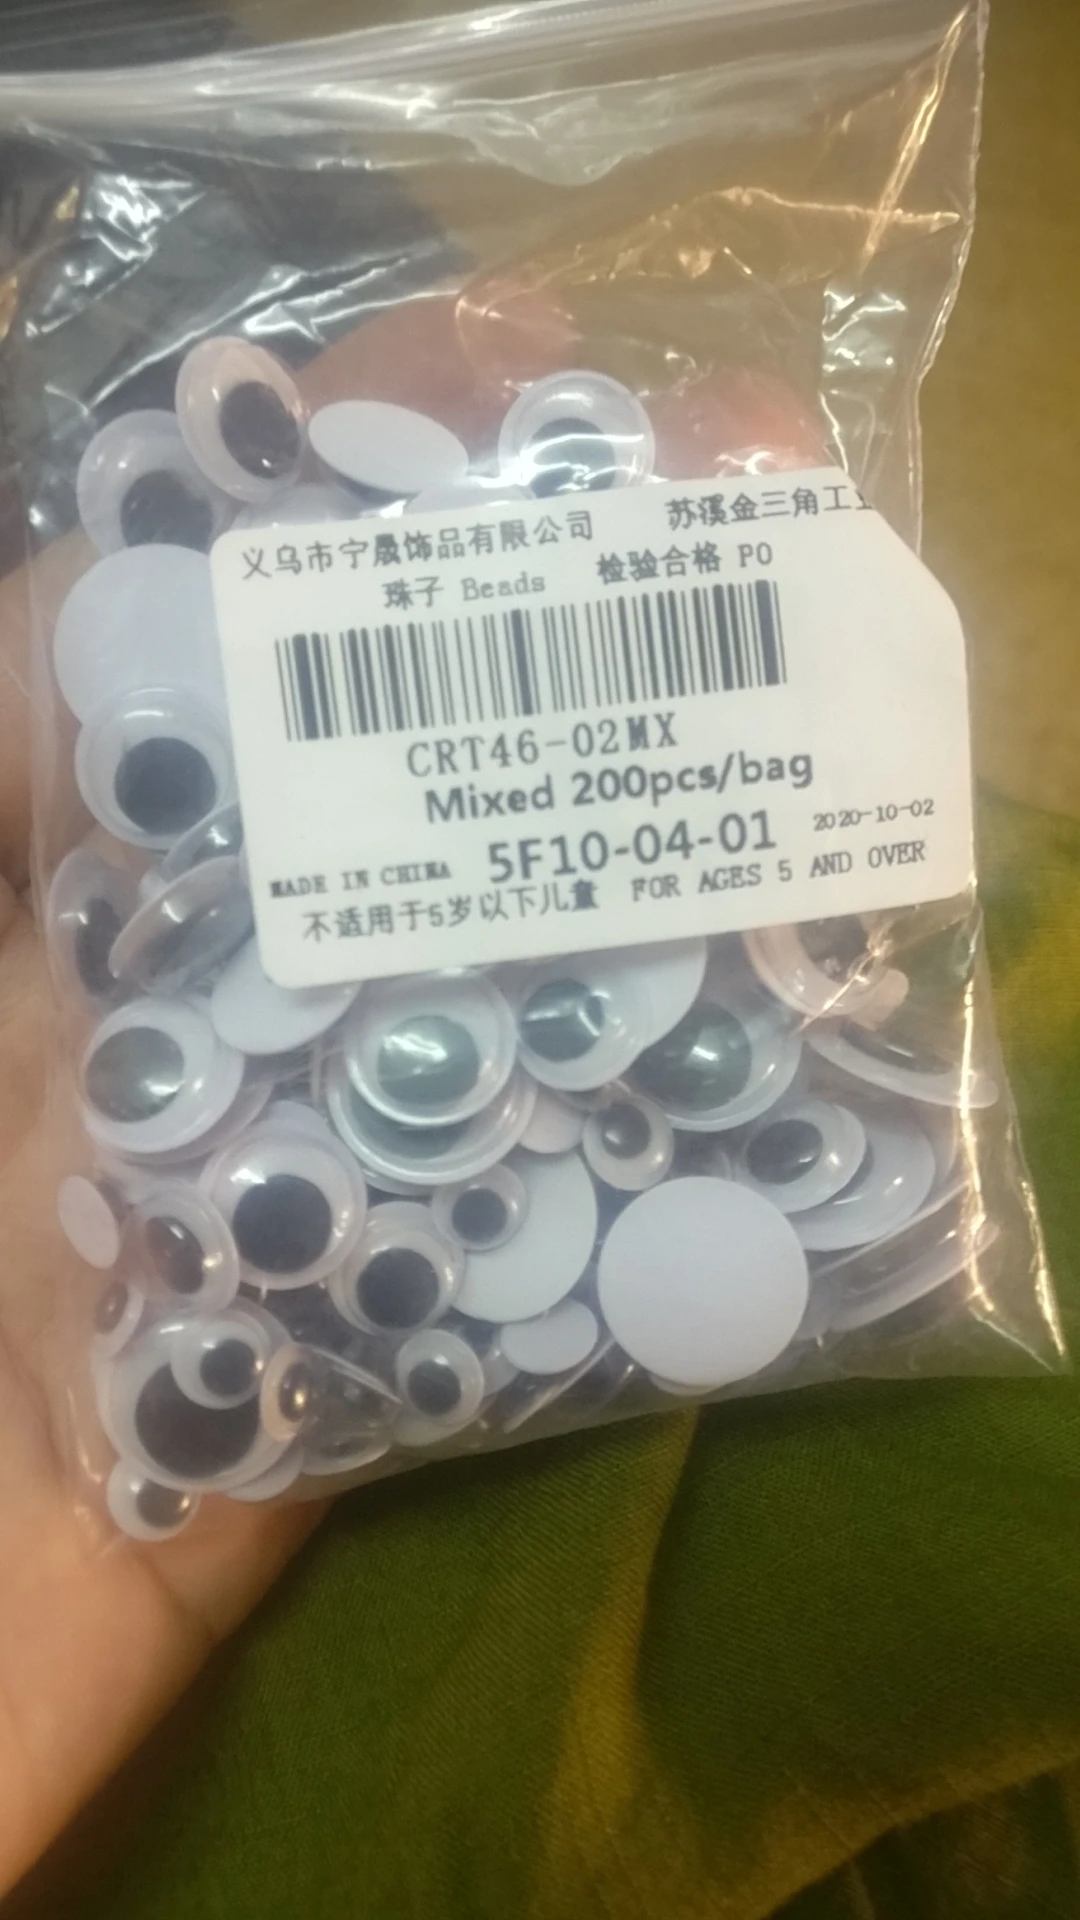 义乌市宁晟饰品有限公司 苏溪金三角工业
珠子 Beads 检验合格 PO
CRT46-02MX
Mixed 200pcs/bag
5F10-04-01 2020-10-02
MADE IN CHINA FOR AGES 5 AND OVER
不适用于5岁以下儿童